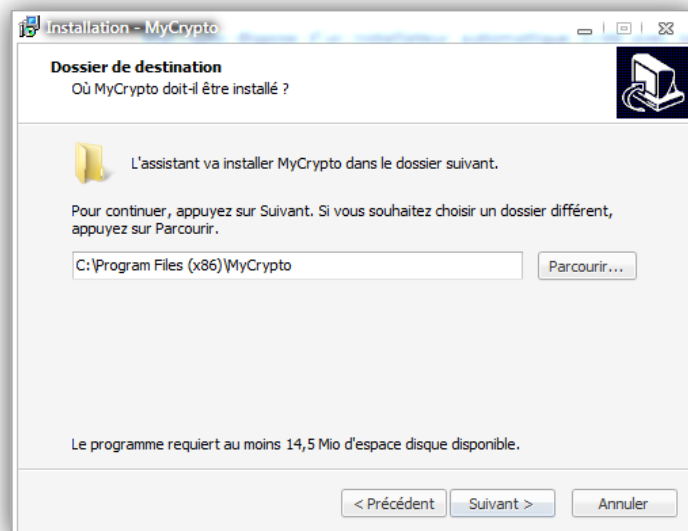 Installation - MyCrypto
Dossier de destination
Où MyCrypto doit-il être installé ?
L'assistant va installer MyCrypto dans le dossier suivant.
Pour continuer, appuyez sur Suivant. Si vous souhaitez choisir un dossier différent,
appuyez sur Parcourir.
C:\Program Files (x86)\MyCrypto
Parcourir...
Le programme requiert au moins 14,5 Mio d'espace disque disponible.
< Précédent
Suivant >
Annuler